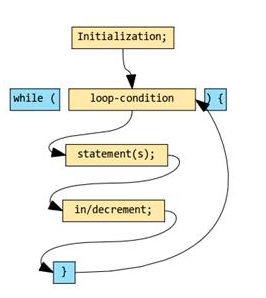 Initialization;
while ( loop-condition ) {
statement(s);
in/decrement;
}